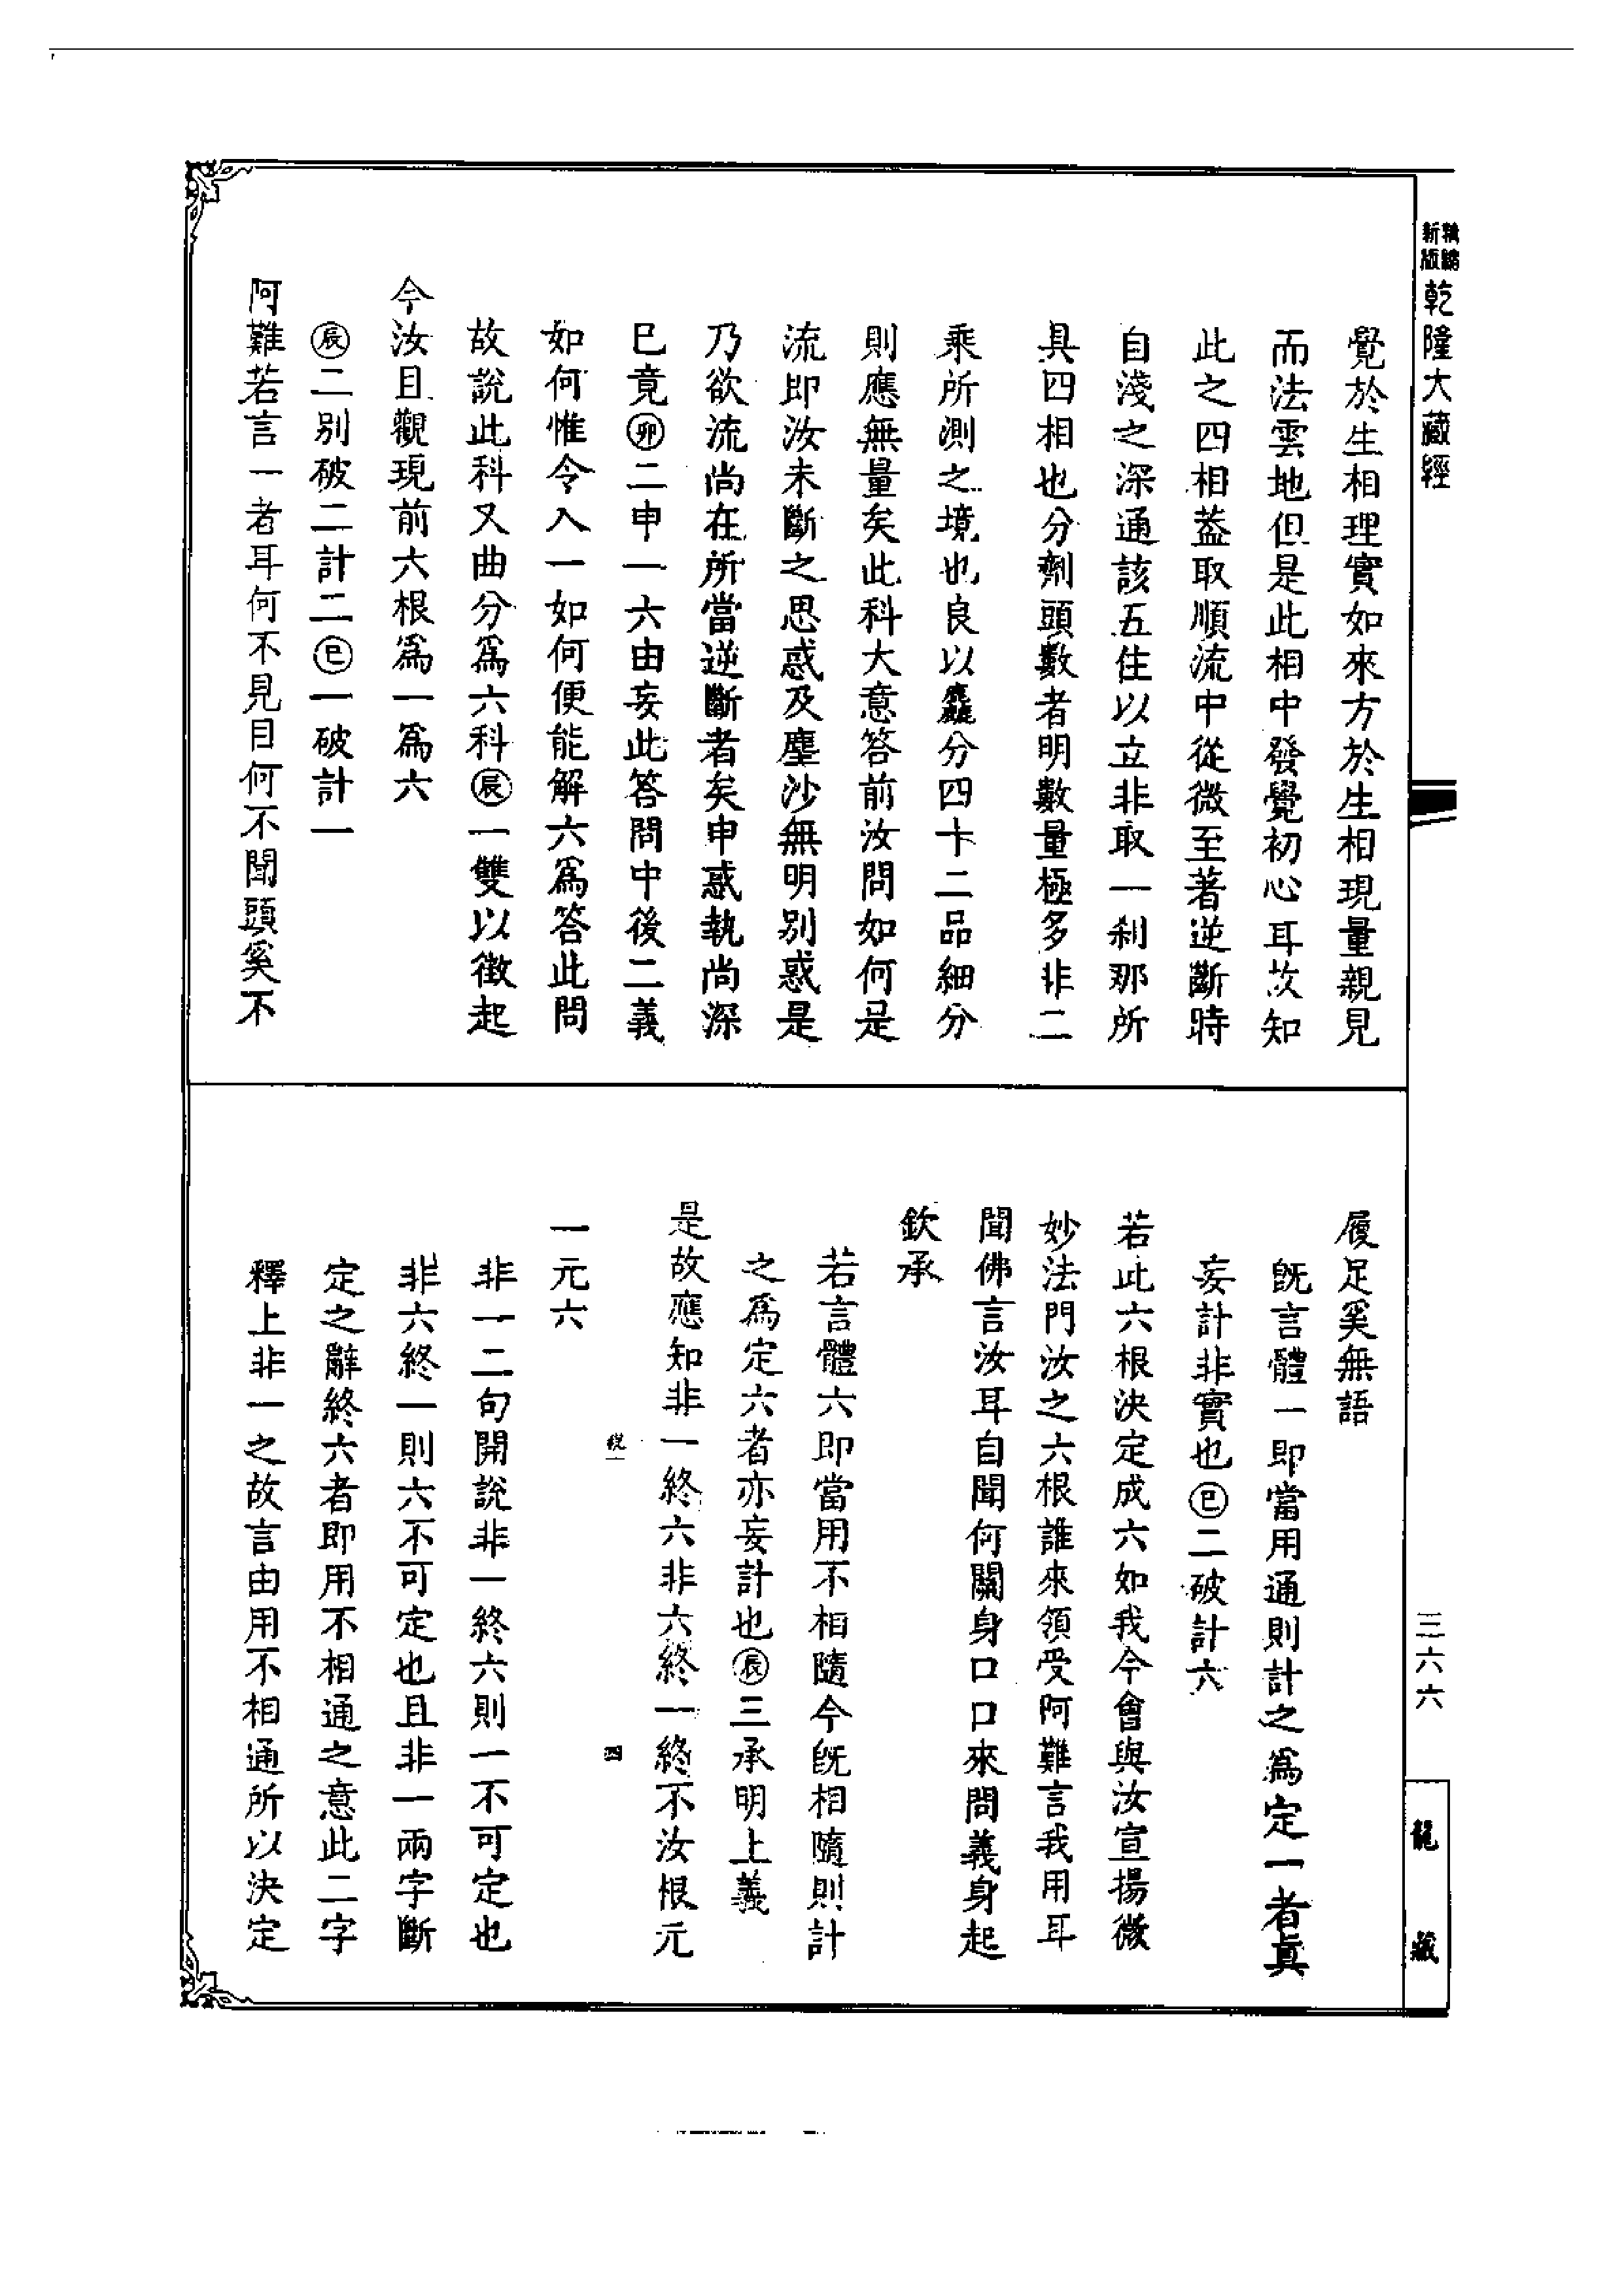 新版
乾隆大藏經
覺於生相理實如來方於生相現量親見
而法雲地但是此相中發覺初心耳故知
此之四相葢取順流中從微至著逆斷時
自淺之深通該五住以立非取一刹那所
具四相也分劑頭數者明數量極多非二
乘所測之境也良以麤分四十二品細分
則應無量矣此科大意答前汝問如何是
流即汝未斷之思惑及塵沙無明別惑是
乃欲流尚在所當逆斷者矣申惑執尚深
巳竟㊞卯二申一六由妄此答問中後二義
如何惟令入一如何便能解六爲答此問
故說此科又曲分爲六科辰一雙以徵起
今汝且觀現前六根爲一爲六
辰二別破二計二巳一破計一
阿難若言一者耳何不見目何不聞頭奚不
履足奚無語
旣言體一即當用通則計之爲定一者眞
妄計非實也巳二破計六
若此六根決定成六如我今會與汝宣揚微
妙法門汝之六根誰來領受阿難言我用耳
聞佛言汝耳自聞何關身口口來問義身起
欽承
若言體六即當用不相隨今旣相隨則計
之爲定六者亦妄計也辰三承明上義
是故應知非一終六非六終一終不汝根元
一元六
非一二句開說非一終六則一不可定也
非六終一則六不可定也且非一兩字斷
定之辭終六者即用不相通之意此二字
釋上非一之故言由用不相通所以決定
四
三六六
龍藏